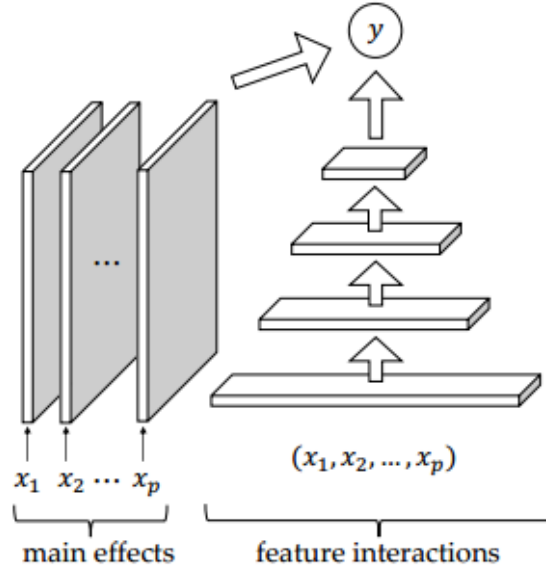 y
...
x₁ x₂ ⋯ xₚ
(x₁, x₂, ..., xₚ)
main effects
feature interactions